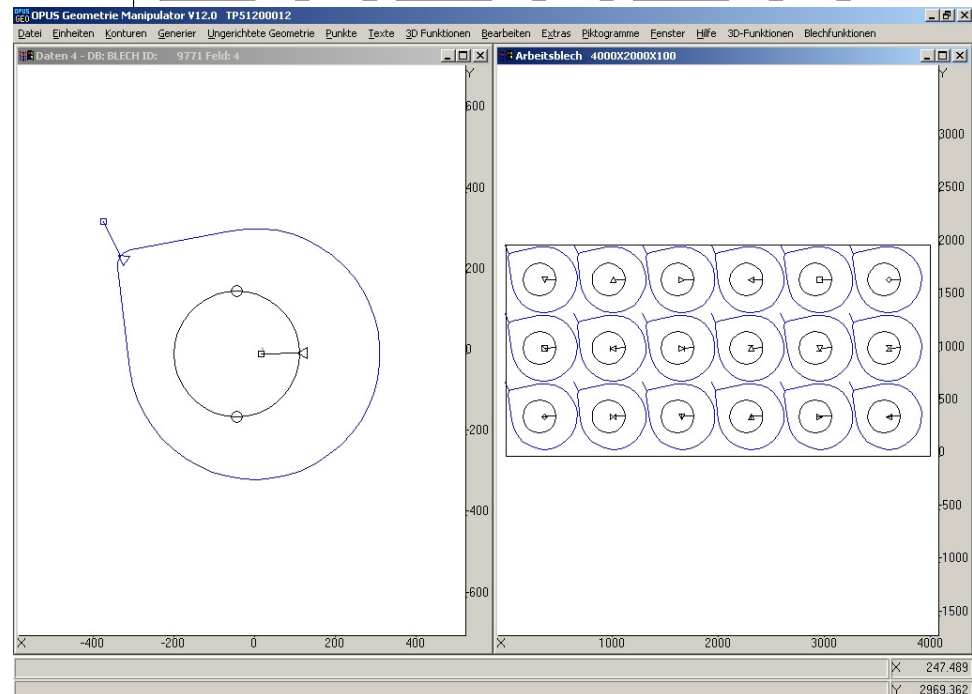 OPUS GEO OPUS Geometrie Manipulator V12.0 TP51200012
Datei Einheiten Konturen Generier Ungerichtete Geometrie Punkte Texte 3D Funktionen Bearbeiten Extras Piktogramme Fenster Hilfe 3D-Funktionen Blechfunktionen
Daten 4 - DB: BLECH ID: 9771 Feld: 4
Y
600
400
200
0
-200
-400
-600
X -400 -200 0 200 400
Arbeitsblech 4000X2000X100
Y
3000
2500
2000
1500
1000
500
0
-500
-1000
-1500
X 1000 2000 3000 4000
X 247.489
Y 2969.362